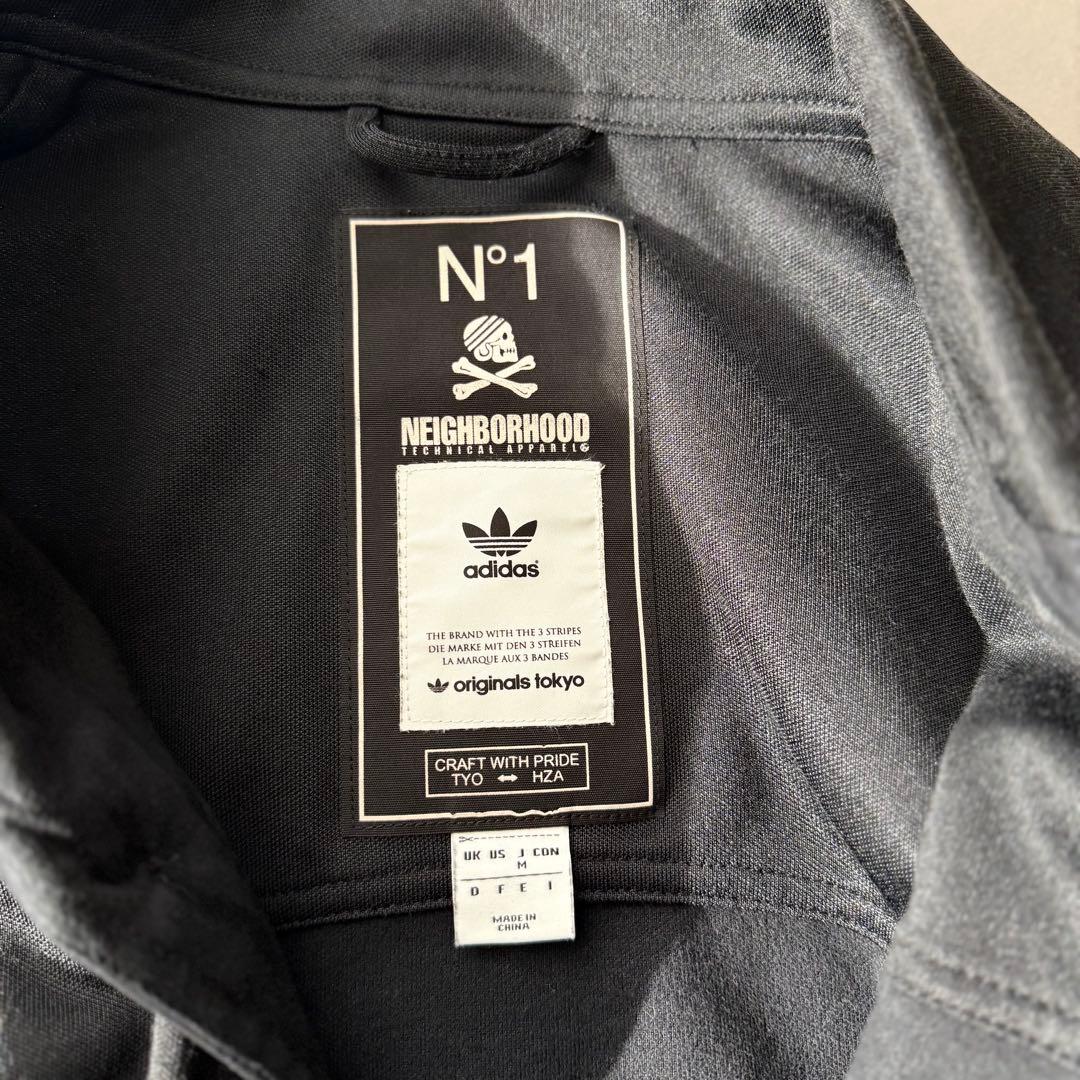 N°1
NEIGHBORHOOD
TECHNICAL APPAREL
adidas
THE BRAND WITH THE 3 STRIPES
DIE MARKE MIT DEN 3 STREIFEN
LA MARQUE AUX 3 BANDES
originals tokyo
CRAFT WITH PRIDE
TYO ⟷ HZA
UK US J CDN
M
D F E I
MADE IN
CHINA